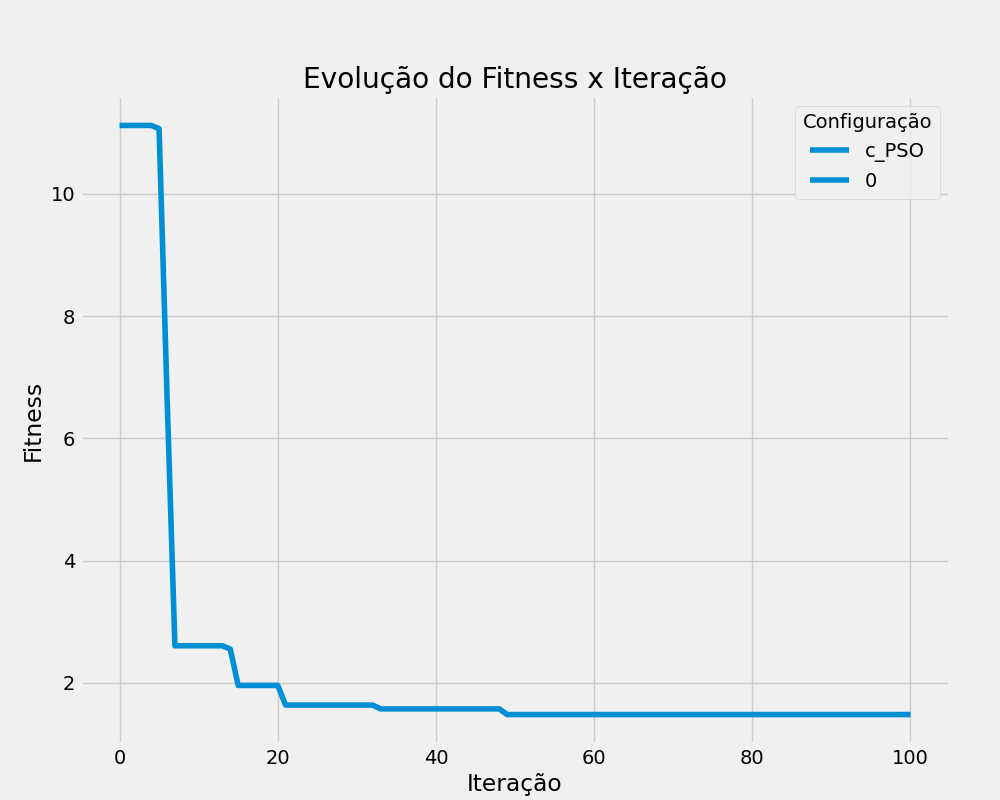 Evolução do Fitness x Iteração
Configuração
c_PSO
0
10
8
6
4
2
Fitness
0 20 40 60 80 100
Iteração